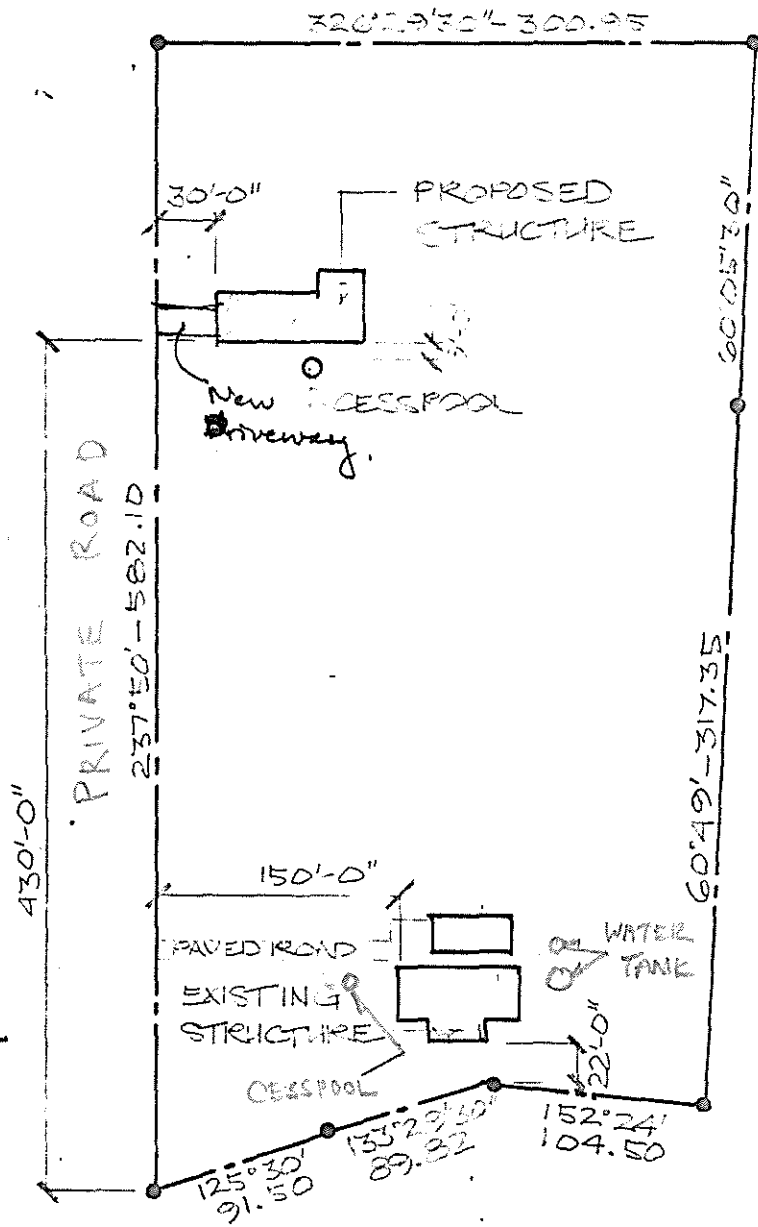 326°29'30"-300.95
30'-0"
PROPOSED
STRUCTURE
60°05'30"
CESSPOOL
New
Driveway.
PRIVATE ROAD
237°50'-582.10
430'-0"
60°49'-317.35
150'-0"
PAVED ROAD
WATER
TANK
EXISTING
STRUCTURE
22'-0"
CESSPOOL
125°30'
91.50
133°29'30"
89.82
152°24'
104.50